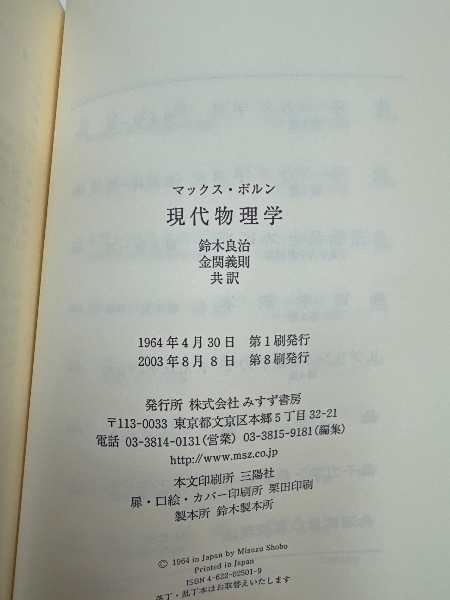 マックス・ボルン
現代物理学
鈴木良治
金関義則
共訳
1964年4月30日 第1刷発行
2003年8月8日 第8刷発行
発行所 株式会社 みすず書房
〒113-0033 東京都文京区本郷5丁目32-21
電話 03-3814-0131(営業) 03-3815-9181(編集)
http://www.msz.co.jp
本文印刷所 三陽社
扉・口絵・カバー印刷所 栗田印刷
製本所 鈴木製本所
© 1964 in Japan by Misuzu Shobo
Printed in Japan
ISBN 4-622-02501-9
落丁・乱丁本はお取替えいたします